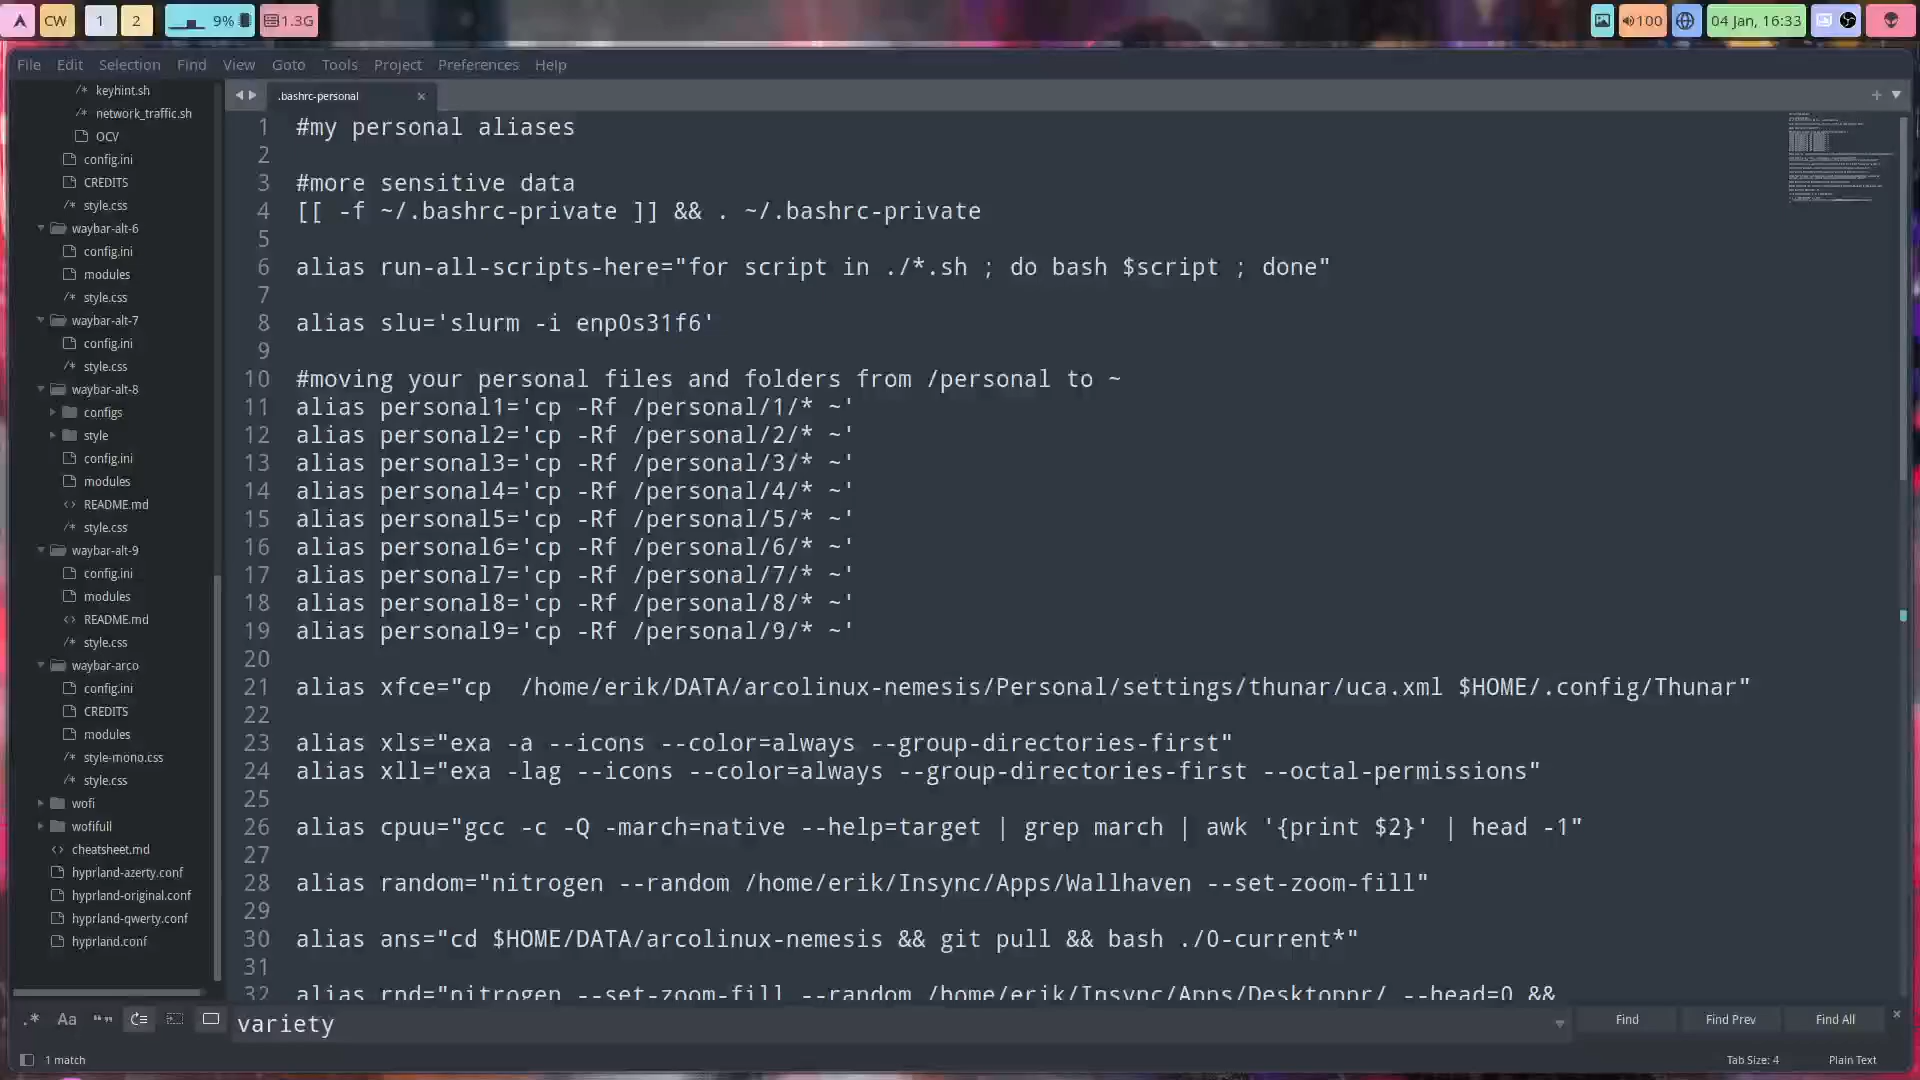 CW
1
2
9%
1.3G
100
04 Jan, 16:33
File Edit Selection Find View Goto Tools Project Preferences Help
/* keyhint.sh
/* network_traffic.sh
OCV
config.ini
CREDITS
/* style.css
waybar-alt-6
config.ini
modules
/* style.css
waybar-alt-7
config.ini
/* style.css
waybar-alt-8
configs
style
config.ini
modules
<> README.md
/* style.css
waybar-alt-9
config.ini
modules
<> README.md
/* style.css
waybar-arco
config.ini
CREDITS
modules
/* style-mono.css
/* style.css
wofi
wofifull
<> cheatsheet.md
hyprland-azerty.conf
hyprland-original.conf
hyprland-qwerty.conf
hyprland.conf
.bashrc-personal
1 #my personal aliases
2
3 #more sensitive data
4 [[ -f ~/.bashrc-private ]] && . ~/.bashrc-private
5
6 alias run-all-scripts-here="for script in ./*.sh ; do bash $script ; done"
7
8 alias slu='slurm -i enp0s31f6'
9
10 #moving your personal files and folders from /personal to ~
11 alias personal1='cp -Rf /personal/1/* ~'
12 alias personal2='cp -Rf /personal/2/* ~'
13 alias personal3='cp -Rf /personal/3/* ~'
14 alias personal4='cp -Rf /personal/4/* ~'
15 alias personal5='cp -Rf /personal/5/* ~'
16 alias personal6='cp -Rf /personal/6/* ~'
17 alias personal7='cp -Rf /personal/7/* ~'
18 alias personal8='cp -Rf /personal/8/* ~'
19 alias personal9='cp -Rf /personal/9/* ~'
20
21 alias xfce="cp  /home/erik/DATA/arcolinux-nemesis/Personal/settings/thunar/uca.xml $HOME/.config/Thunar"
22
23 alias xls="exa -a --icons --color=always --group-directories-first"
24 alias xll="exa -lag --icons --color=always --group-directories-first --octal-permissions"
25
26 alias cpuu="gcc -c -Q -march=native --help=target | grep march | awk '{print $2}' | head -1"
27
28 alias random="nitrogen --random /home/erik/Insync/Apps/Wallhaven --set-zoom-fill"
29
30 alias ans="cd $HOME/DATA/arcolinux-nemesis && git pull && bash ./0-current*"
31
32 alias rnd="nitrogen --set-zoom-fill --random /home/erik/Insync/Apps/Desktoppr/ --head=0 &&
.* Aa "" variety Find Find Prev Find All
1 match
Tab Size: 4 Plain Text